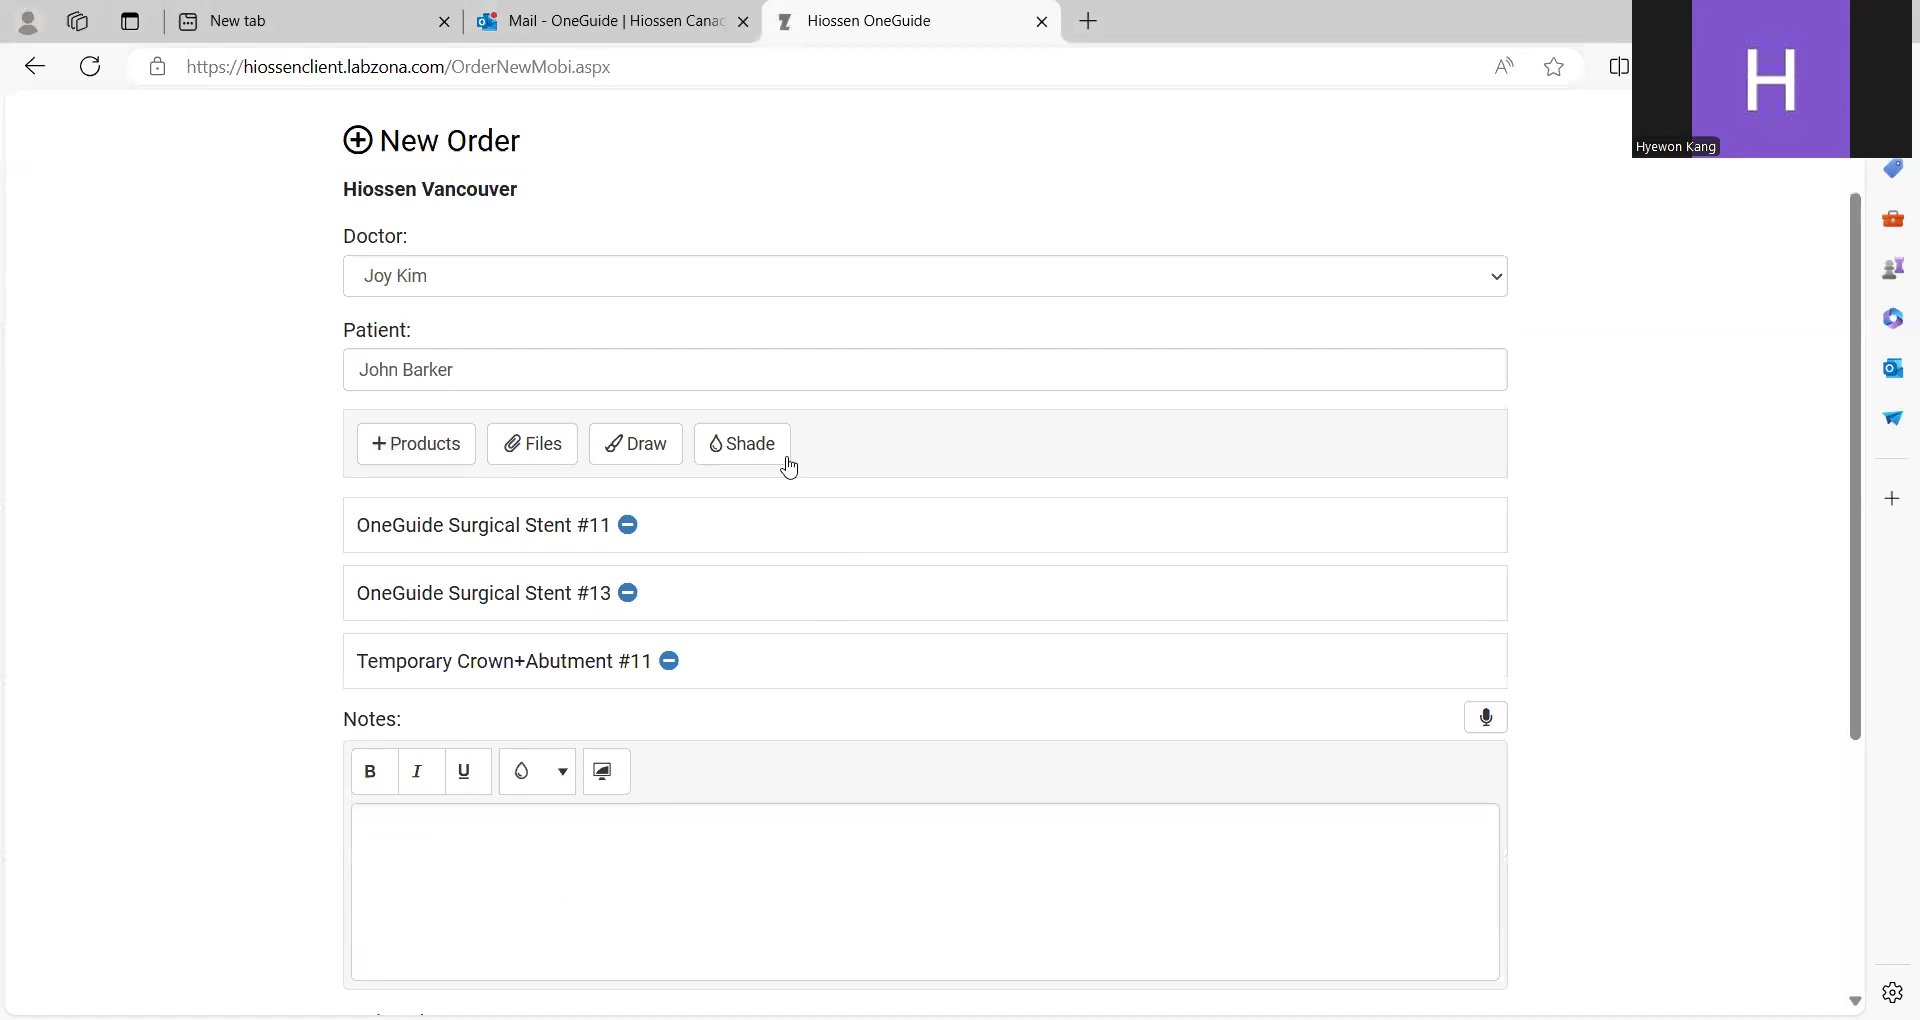 New tab
Mail - OneGuide | Hiossen Canac
Hiossen OneGuide
https://hiossenclient.labzona.com/OrderNewMobi.aspx
H
Hyewon Kang
New Order
Hiossen Vancouver
Doctor:
Joy Kim
Patient:
John Barker
Products
Files
Draw
Shade
OneGuide Surgical Stent #11
OneGuide Surgical Stent #13
Temporary Crown+Abutment #11
Notes:
B I U